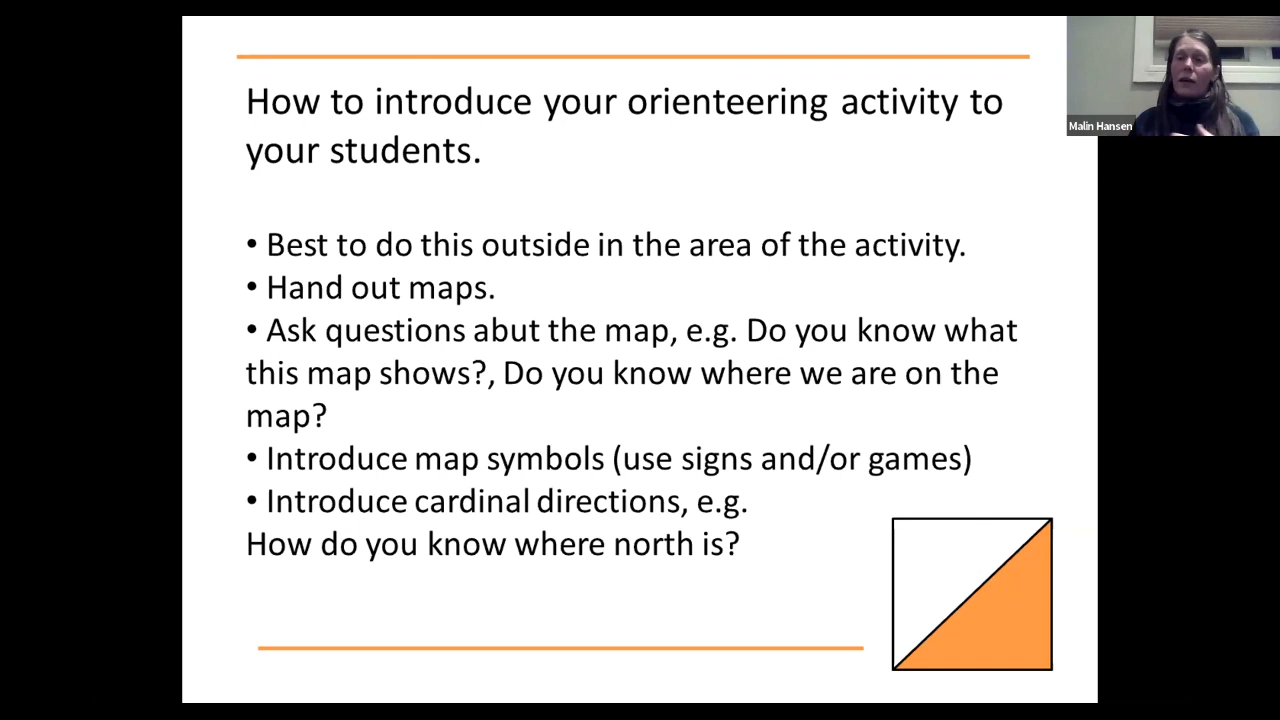 How to introduce your orienteering activity to
your students.
• Best to do this outside in the area of the activity.
• Hand out maps.
• Ask questions abut the map, e.g. Do you know what
this map shows?, Do you know where we are on the
map?
• Introduce map symbols (use signs and/or games)
• Introduce cardinal directions, e.g.
How do you know where north is?
Malin Hansen